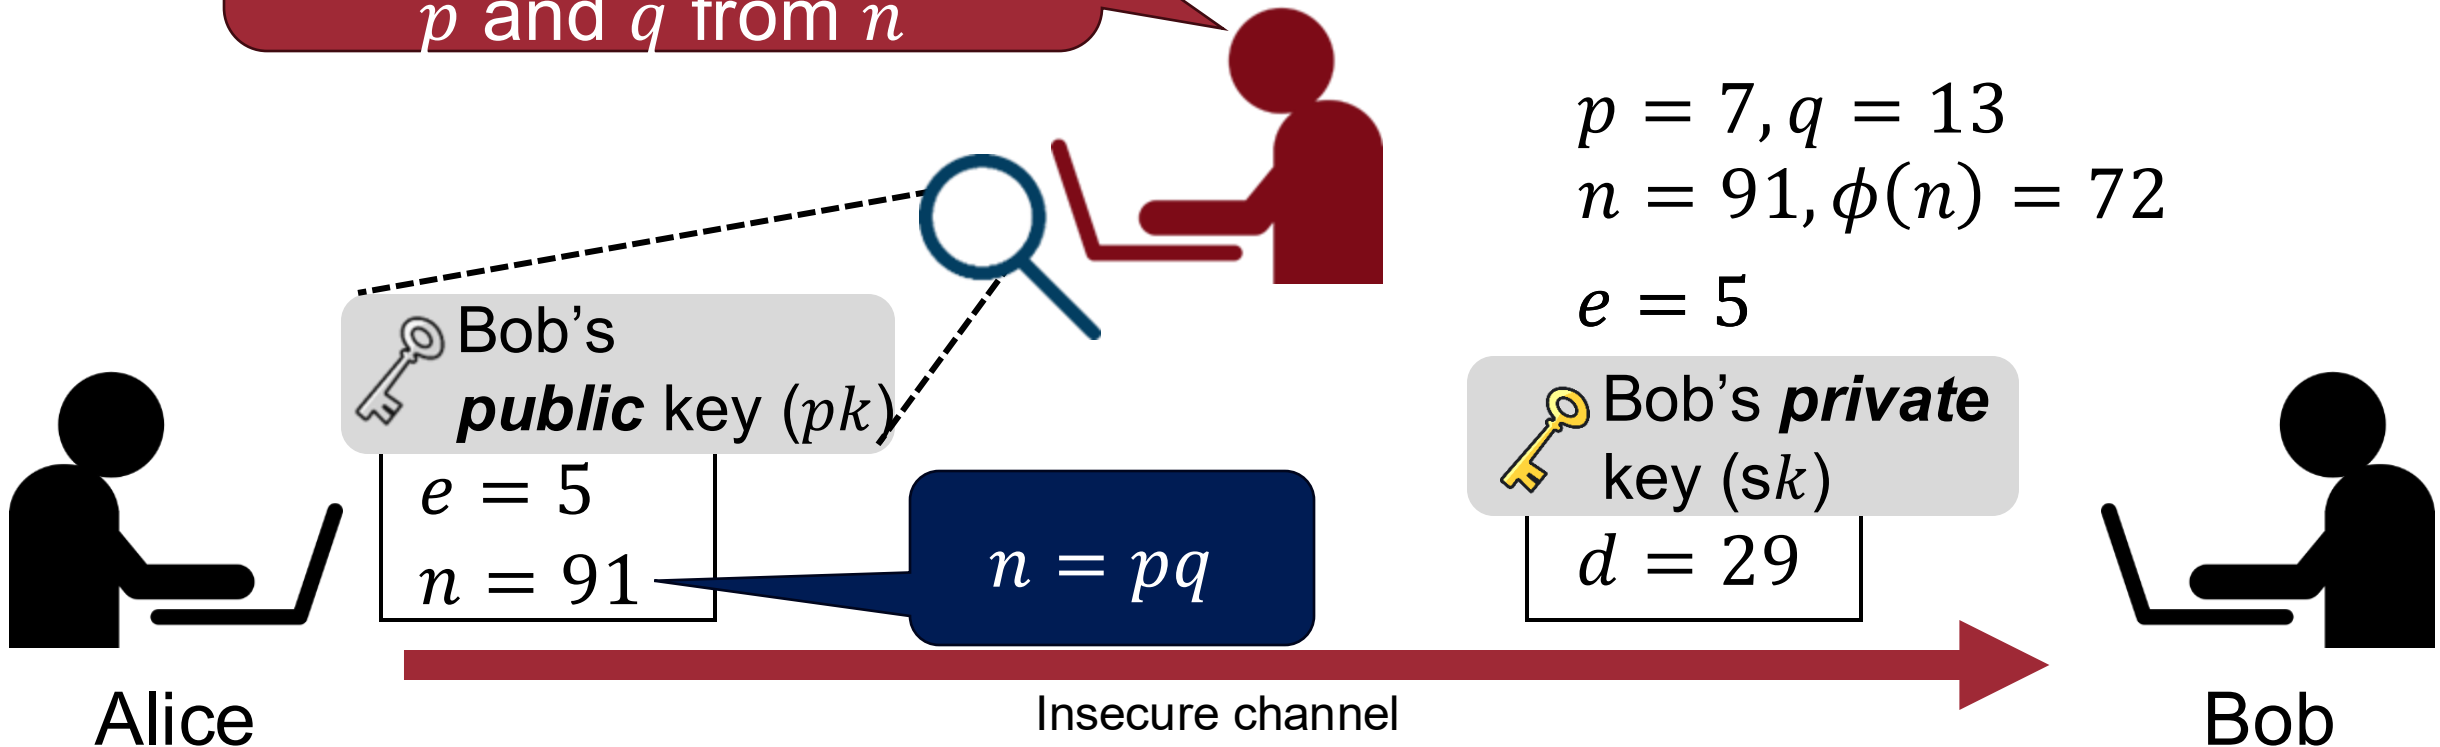 p and q from n
p = 7, q = 13
n = 91, ϕ(n) = 72
e = 5
Bob's
public key (pk)
e = 5
n = 91
n = pq
Bob's private
key (sk)
d = 29
Insecure channel
Alice
Bob